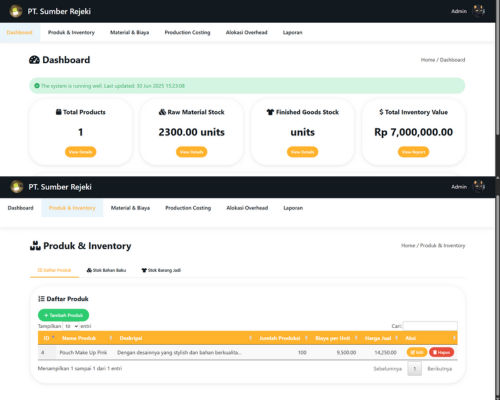 PT. Sumber Rejeki Admin
Dashboard Produk & Inventory Material & Biaya Production Costing Alokasi Overhead Laporan
Dashboard Home / Dashboard
The system is running well. Last updated: 30 Jun 2025 15:23:08
Total Products Raw Material Stock Finished Goods Stock $ Total Inventory Value
1 2300.00 units units Rp 7,000,000.00
View Details View Details View Details View Report
PT. Sumber Rejeki Admin
Dashboard Produk & Inventory Material & Biaya Production Costing Alokasi Overhead Laporan
Produk & Inventory Home / Produk & Inventory
Daftar Produk Stok Bahan Baku Stok Barang Jadi
Daftar Produk
+ Tambah Produk
Tampilkan 10 entri Cari:
ID Nama Produk Deskripsi Jumlah Produksi Biaya per Unit Harga Jual Aksi
4 Pouch Make Up Pink Dengan desainnya yang stylish dan bahan berkualita... 100 9,500.00 14,250.00 Edit Hapus
Menampilkan 1 sampai 1 dari 1 entri Sebelumnya 1 Berikutnya